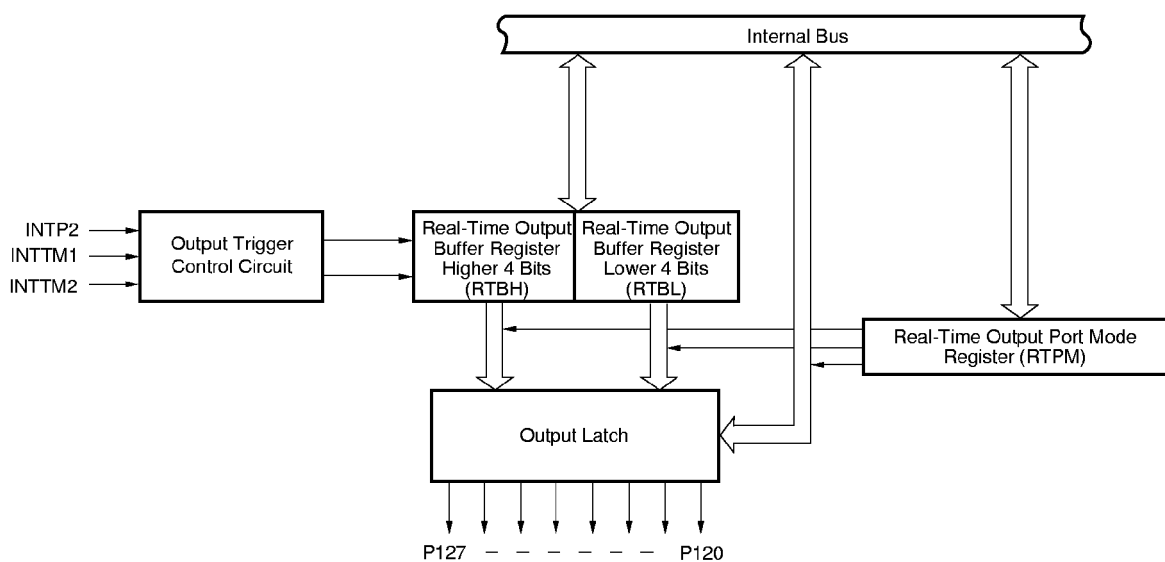 Internal Bus
INTP2
INTTM1
INTTM2
Output Trigger
Control Circuit
Real-Time Output
Buffer Register
Higher 4 Bits
(RTBH)
Real-Time Output
Buffer Register
Lower 4 Bits
(RTBL)
Real-Time Output Port Mode
Register (RTPM)
Output Latch
P127 — — — — — — P120